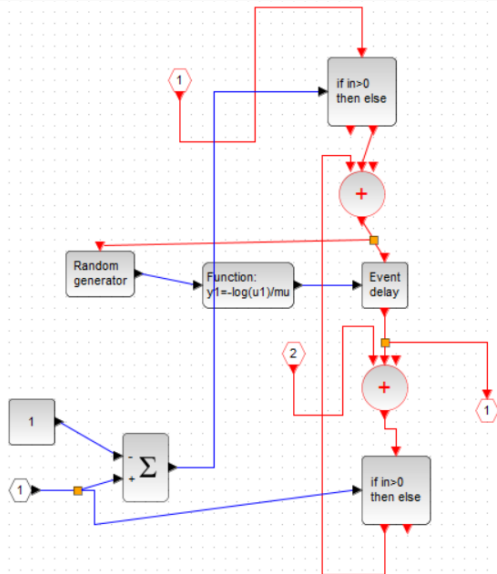 1
if in>0
then else
+
Random
generator
Function:
y1=-log(u1)/mu
Event
delay
2
+
1
1
-
+
Σ
1
if in>0
then else